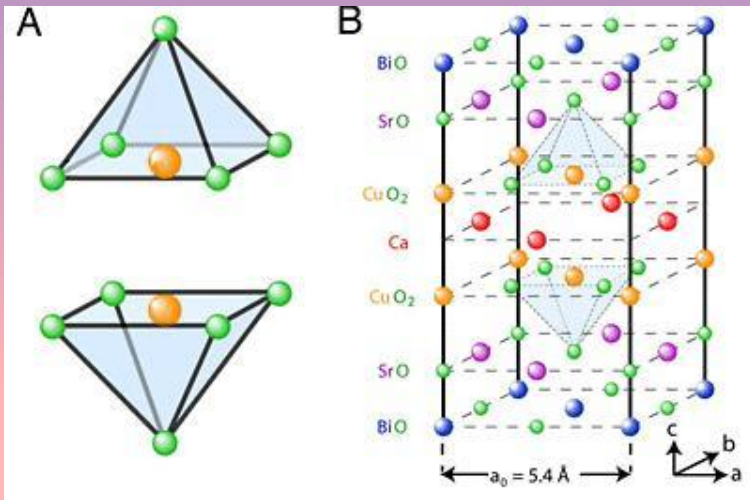 A
B
BiO
SrO
CuO₂
Ca
CuO₂
SrO
BiO
c
b
a
a₀ = 5.4 Å